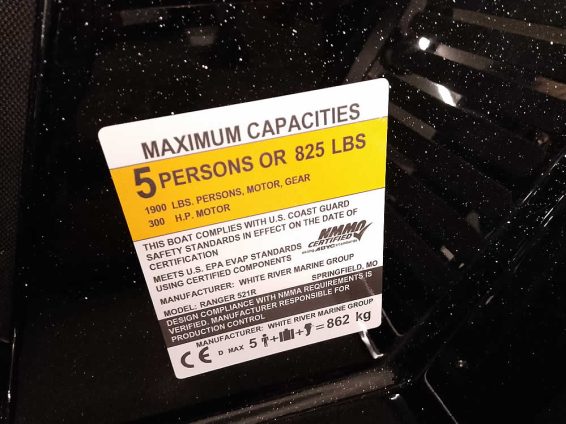 MAXIMUM CAPACITIES
5 PERSONS OR 825 LBS
1900 LBS. PERSONS, MOTOR, GEAR
300 H.P. MOTOR
THIS BOAT COMPLIES WITH U.S. COAST GUARD
SAFETY STANDARDS IN EFFECT ON THE DATE OF
CERTIFICATION
MEETS U.S. EPA EVAP STANDARDS
USING CERTIFIED COMPONENTS
NMMA
CERTIFIED
MANUFACTURER: WHITE RIVER MARINE GROUP
MODEL: RANGER 521R SPRINGFIELD, MO
DESIGN COMPLIANCE WITH NMMA REQUIREMENTS IS
VERIFIED. MANUFACTURER RESPONSIBLE FOR
PRODUCTION CONTROL
MANUFACTURER: WHITE RIVER MARINE GROUP
CE D MAX 5 + + = 862 kg